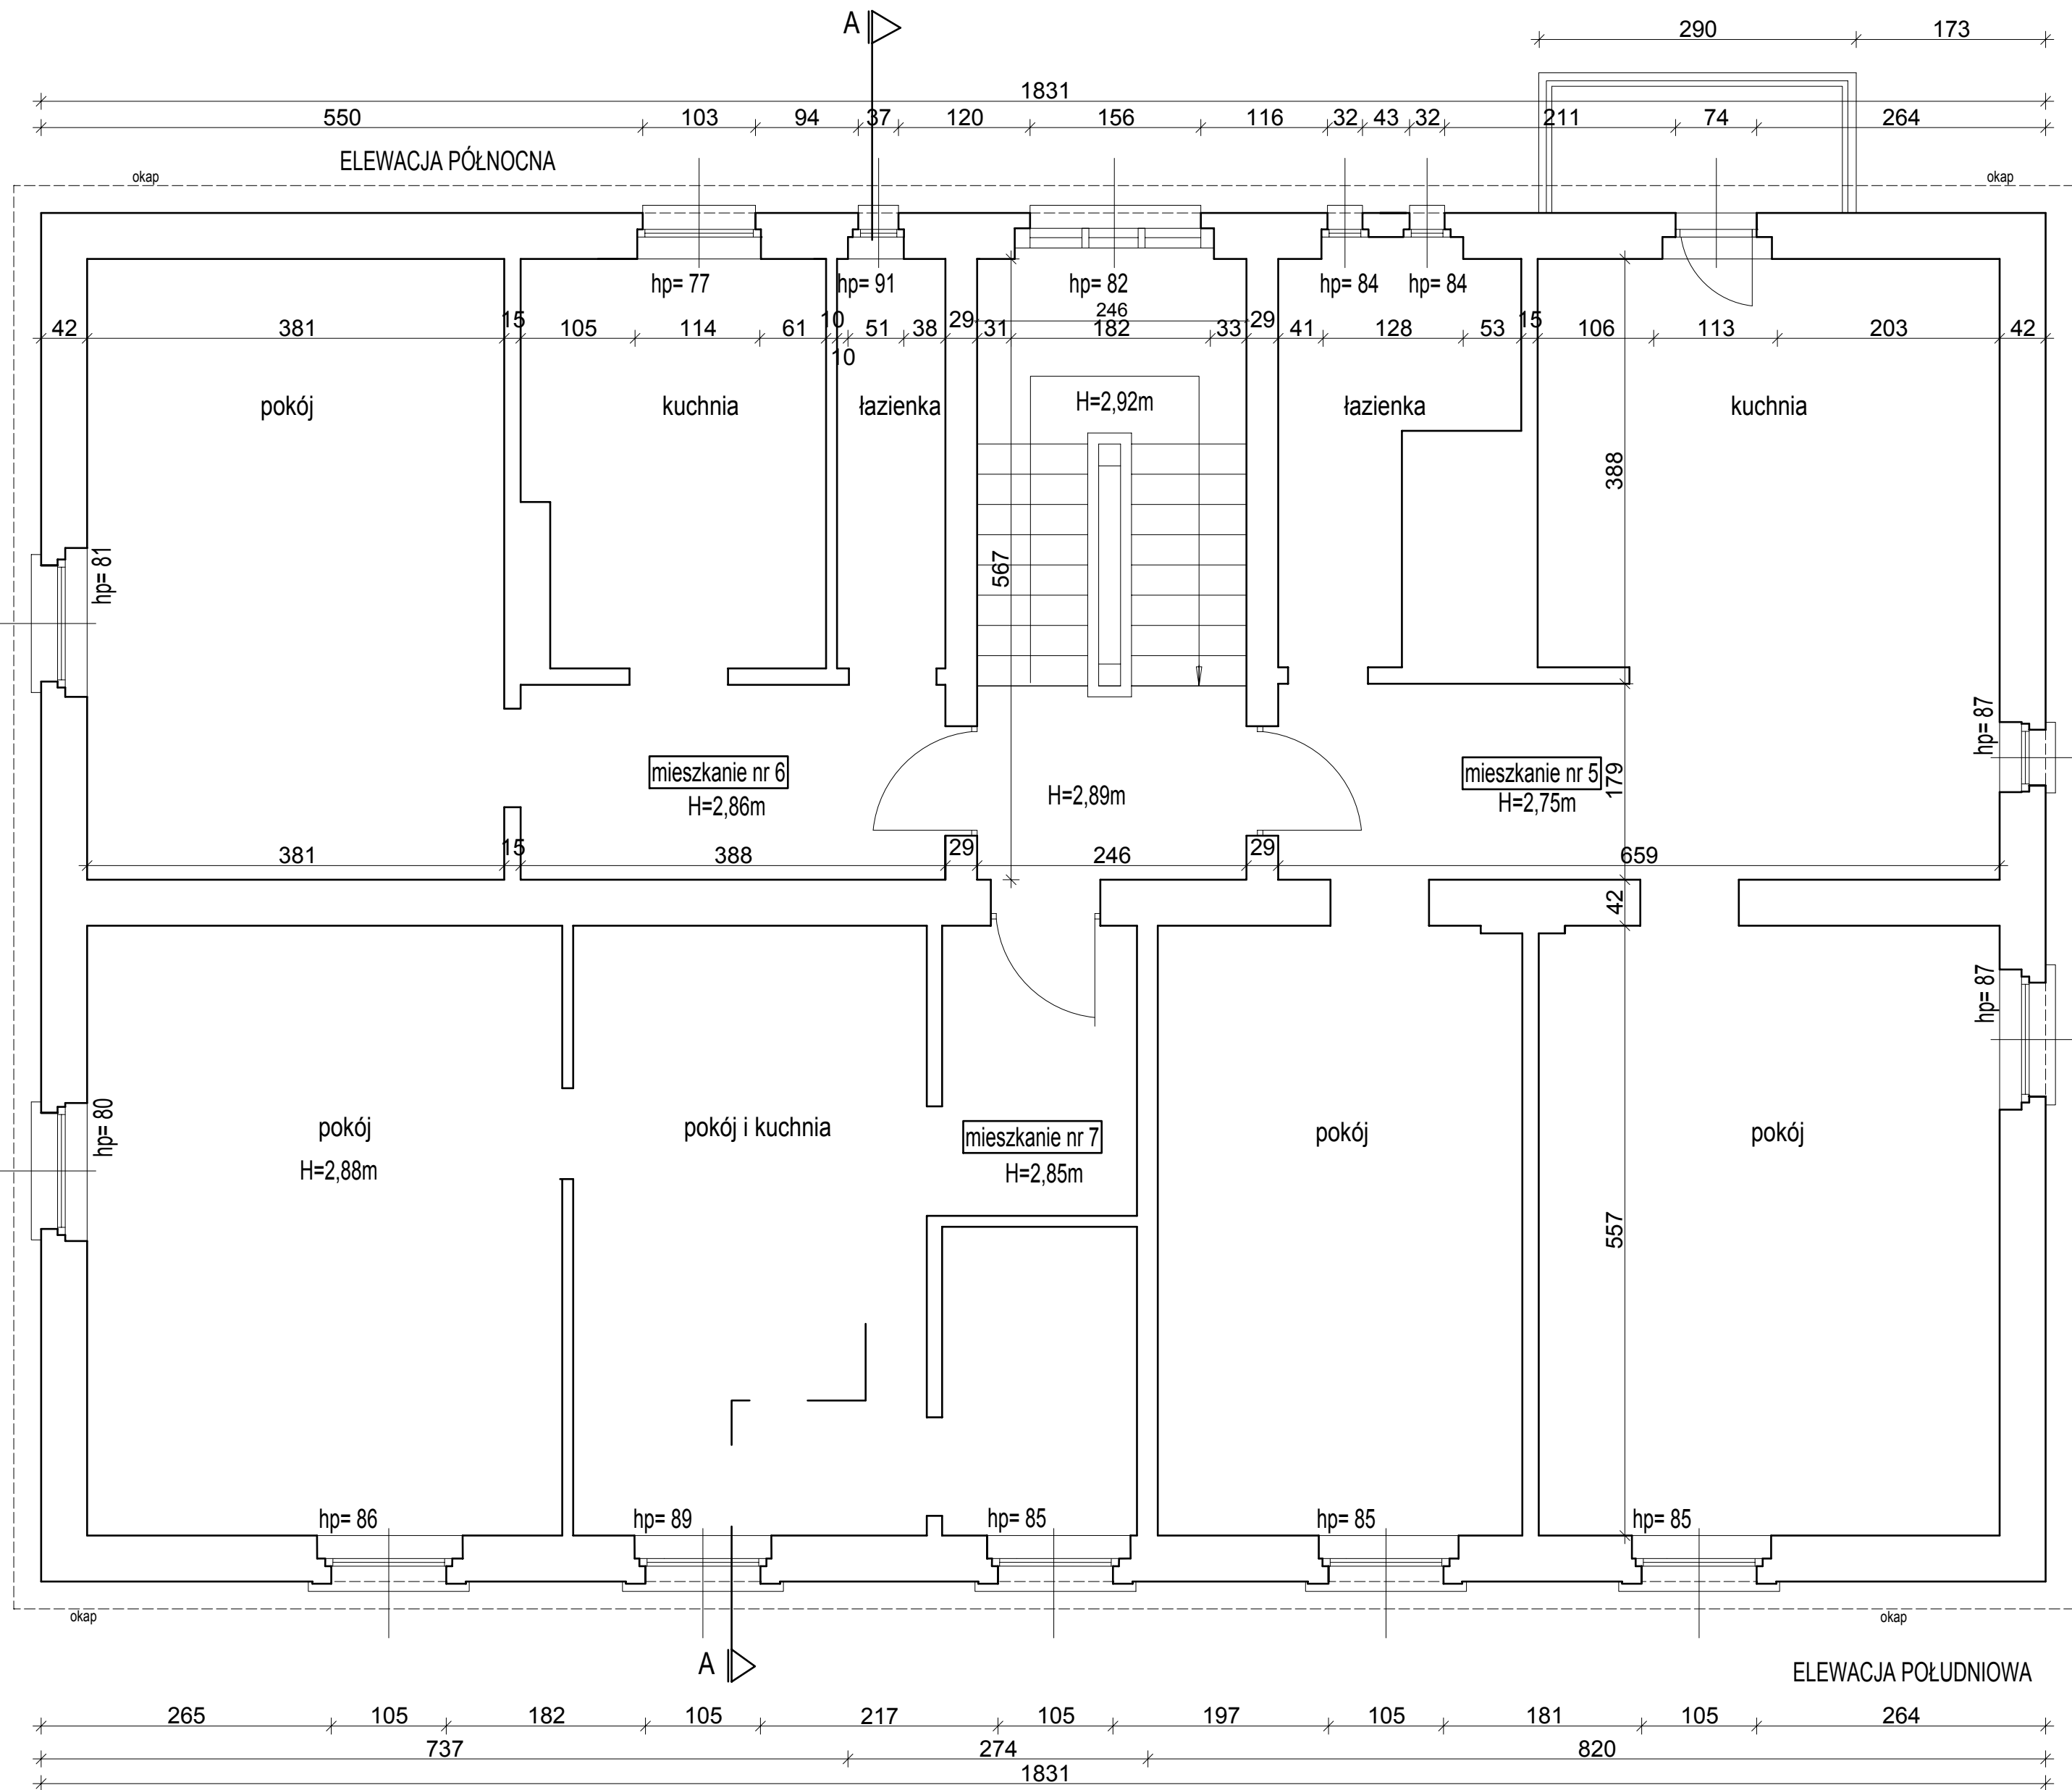 A
290 173
1831
550 103 94 37 120 156 116 32 43 32 211 74 264
ELEWACJA PÓŁNOCNA
okap okap
hp= 77 hp= 91 hp= 82 hp= 84 hp= 84
246
42 381 15 105 114 61 10 10 51 38 29 31 182 33 29 41 128 53 15 106 113 203 42
pokój kuchnia łazienka H=2,92m łazienka kuchnia
388
567
hp= 81
hp= 87
mieszkanie nr 6 mieszkanie nr 5
H=2,86m H=2,89m H=2,75m
179
381 15 388 29 246 29 659
42
hp= 87
hp= 80
pokój pokój i kuchnia mieszkanie nr 7 pokój pokój
H=2,88m H=2,85m
557
hp= 86 hp= 89 hp= 85 hp= 85 hp= 85
okap okap
A
ELEWACJA POŁUDNIOWA
265 105 182 105 217 105 197 105 181 105 264
737 274 820
1831